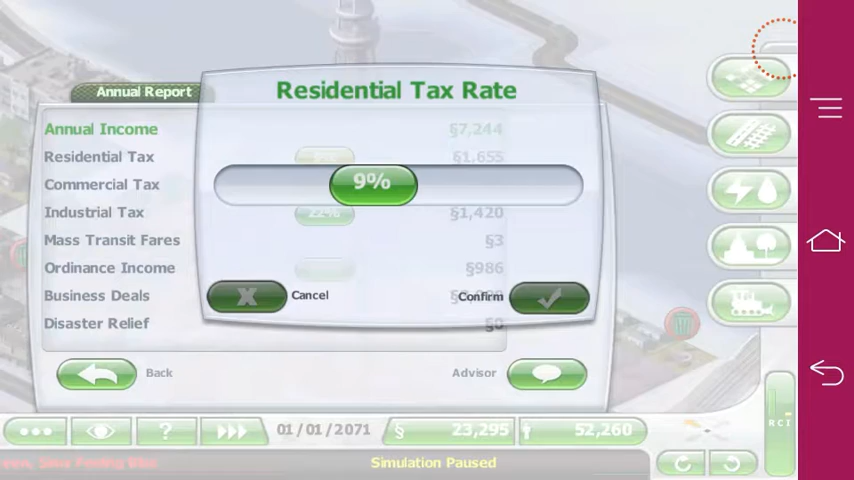 Residential Tax Rate
Annual Report
Annual Income §7,244
Residential Tax §1,655
Commercial Tax
9%
Industrial Tax 22% §1,420
Mass Transit Fares §3
Ordinance Income §986
Business Deals
Cancel
Confirm
Disaster Relief §0
Back
Advisor
01/01/2071
§ 23,295
52,260
RCI
Simulation Paused